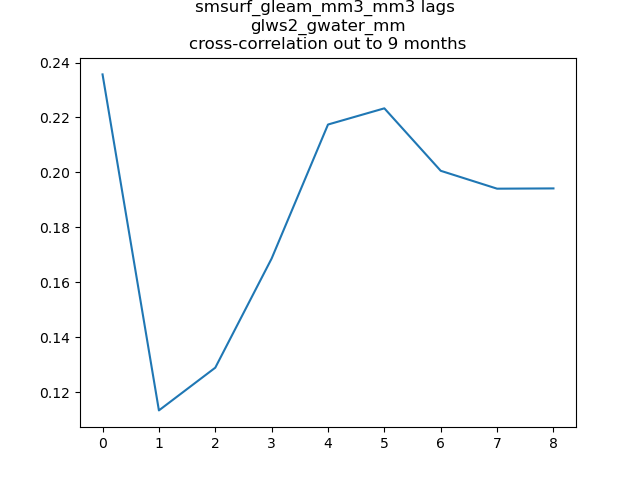 smsurf_gleam_mm3_mm3 lags
glws2_gwater_mm
cross-correlation out to 9 months
0.24
0.22
0.20
0.18
0.16
0.14
0.12
0 1 2 3 4 5 6 7 8